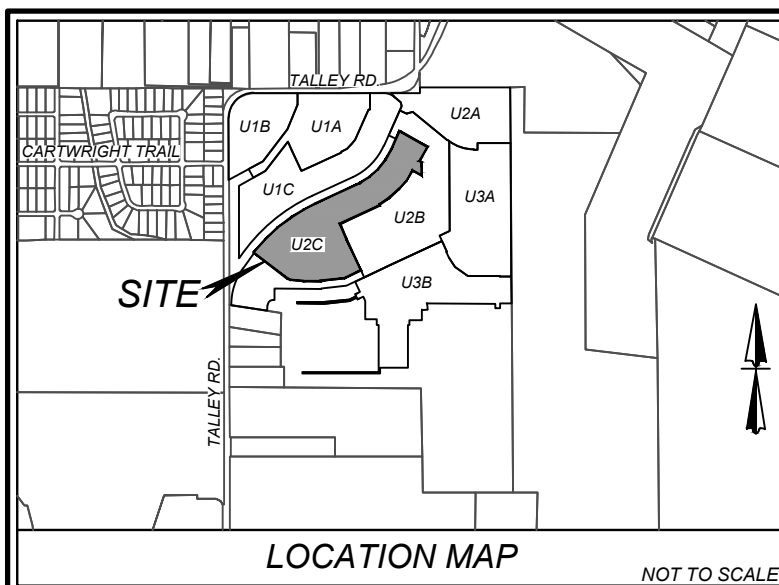 TALLEY RD.
U2A
U1B
U1A
CARTWRIGHT TRAIL
U1C
U3A
U2B
U2C
SITE
U3B
TALLEY RD.
LOCATION MAP
NOT TO SCALE